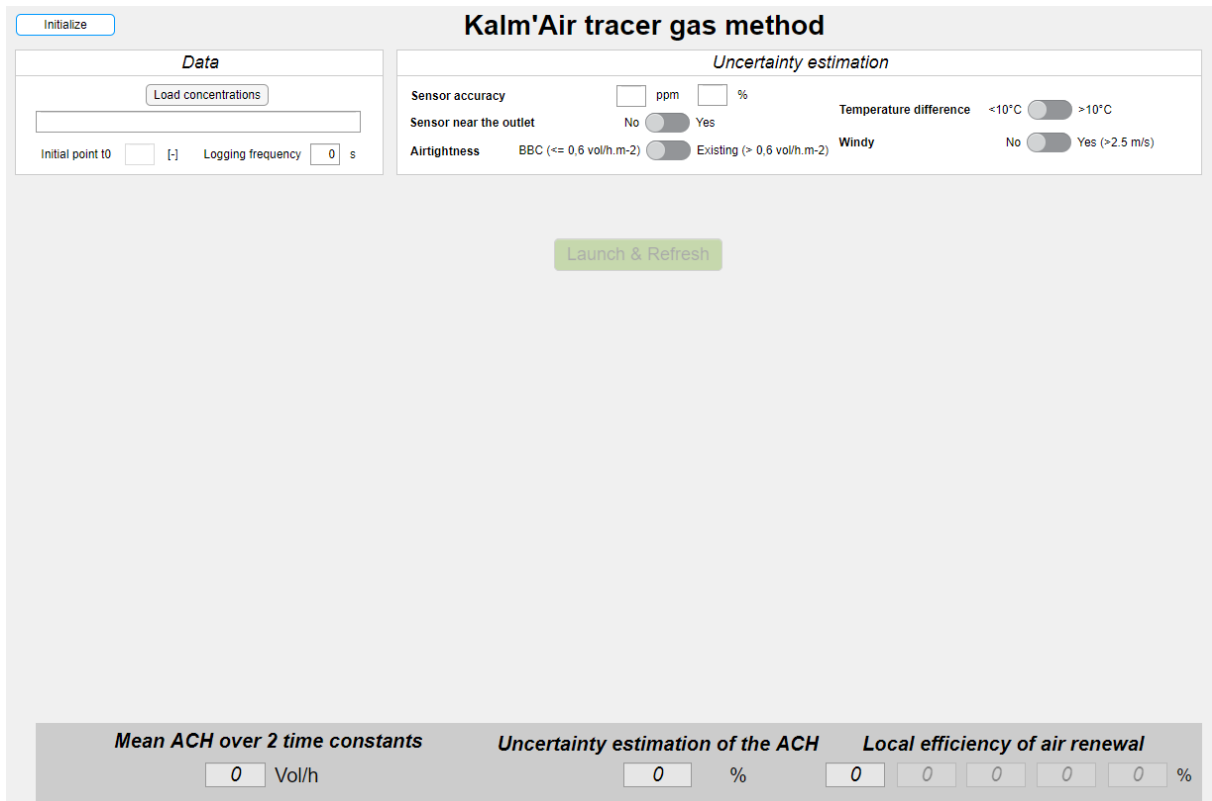 Initialize
Kalm'Air tracer gas method
Data
Load concentrations
Initial point t0 [-] Logging frequency 0 s
Uncertainty estimation
Sensor accuracy ppm %
Sensor near the outlet No Yes
Airtightness BBC (<= 0,6 vol/h.m-2) Existing (> 0,6 vol/h.m-2)
Temperature difference <10°C >10°C
Windy No Yes (>2.5 m/s)
Launch & Refresh
Mean ACH over 2 time constants
0 Vol/h
Uncertainty estimation of the ACH
0 %
Local efficiency of air renewal
0 0 0 0 0 %